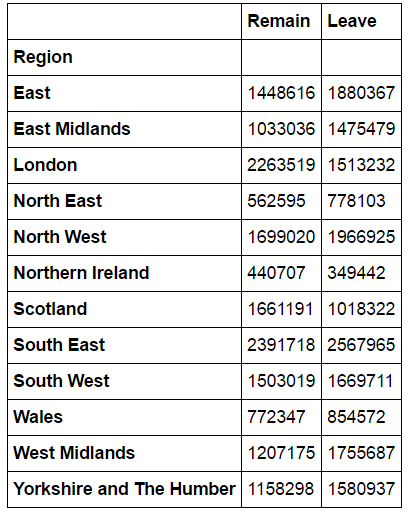 Remain Leave
Region
East 1448616 1880367
East Midlands 1033036 1475479
London 2263519 1513232
North East 562595 778103
North West 1699020 1966925
Northern Ireland 440707 349442
Scotland 1661191 1018322
South East 2391718 2567965
South West 1503019 1669711
Wales 772347 854572
West Midlands 1207175 1755687
Yorkshire and The Humber 1158298 1580937